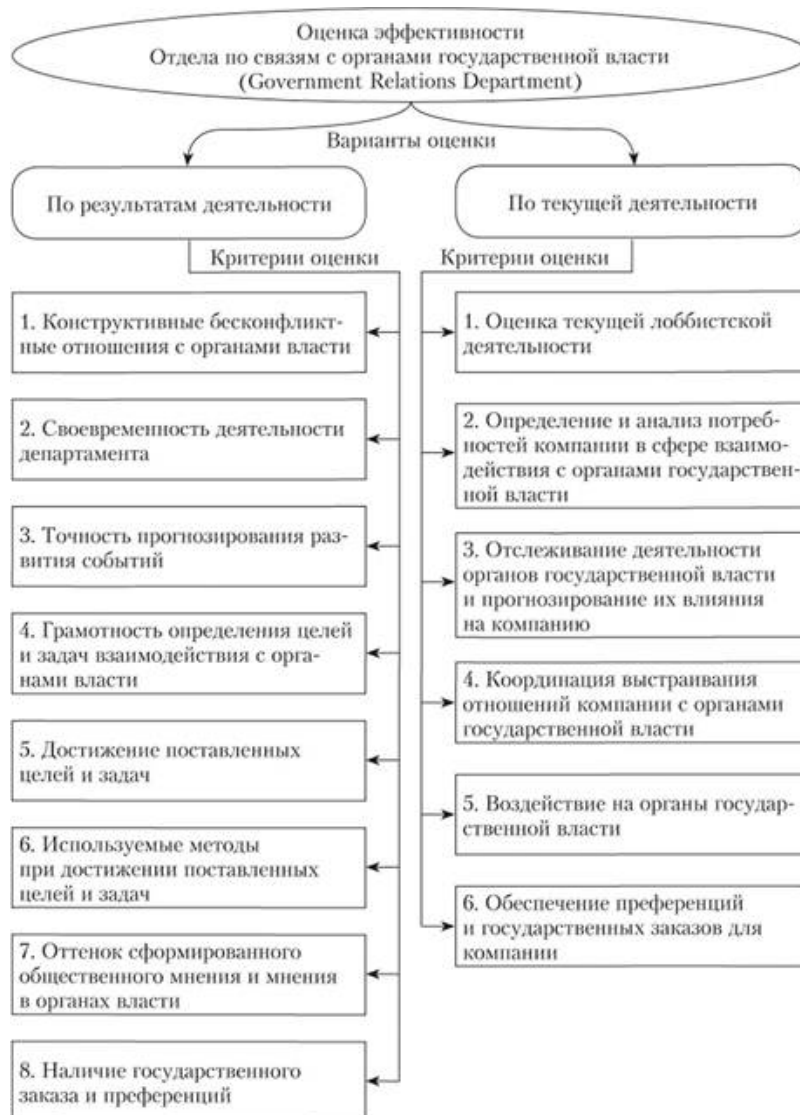 Оценка эффективности
Отдела по связям с органами государственной власти
(Government Relations Department)
Варианты оценки
По результатам деятельности
По текущей деятельности
Критерии оценки
Критерии оценки
1. Конструктивные бесконфликт-
ные отношения с органами власти
2. Своевременность деятельности
департамента
3. Точность прогнозирования раз-
вития событий
4. Грамотность определения целей
и задач взаимодействия с орга-
нами власти
5. Достижение поставленных
целей и задач
6. Используемые методы
при достижении поставленных
целей и задач
7. Оттенок сформированного
общественного мнения и мнения
в органах власти
8. Наличие государственного
заказа и преференций
1. Оценка текущей лоббистской
деятельности
2. Определение и анализ потреб-
ностей компании в сфере взаимо-
действия с органами государствен-
ной власти
3. Отслеживание деятельности
органов государственной власти
и прогнозирование их влияния
на компанию
4. Координация выстраивания
отношений компании с органами
государственной власти
5. Воздействие на органы государ-
ственной власти
6. Обеспечение преференций
и государственных заказов для
компании